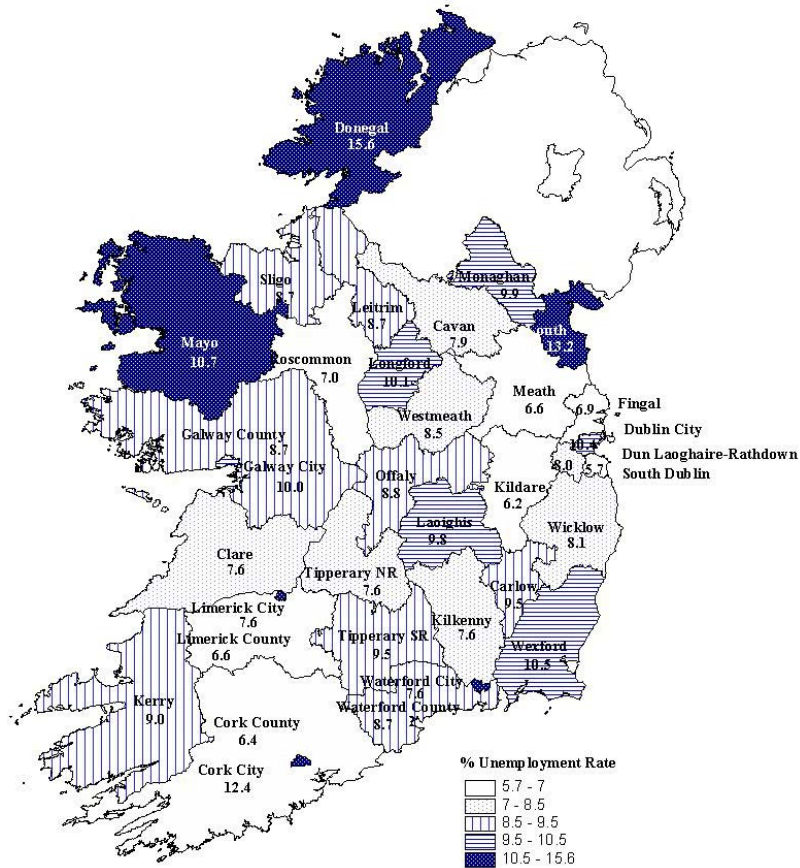 Donegal
15.6
Monaghan
9.9
Sligo
8.7
Leitrim
8.7
Cavan
7.9
outh
13.2
Mayo
10.7
Roscommon
7.0
Longford
10.1
Meath
6.6
6.9
Fingal
Westmeath
8.5
Dublin City
10.4
Galway County
8.7
Dun Laoghaire-Rathdown
8.0
5.7
South Dublin
Galway City
10.0
Offaly
8.8
Kildare
6.2
Laoighis
9.8
Wicklow
8.1
Clare
7.6
Tipperary NR
7.6
Carlow
9.5
Limerick City
7.6
Kilkenny
7.6
Limerick County
6.6
Tipperary SR
9.5
Wexford
10.5
Waterford City
7.6
Kerry
9.0
Waterford County
8.7
2
Cork County
6.4
Cork City
12.4
% Unemployment Rate
5.7 - 7
7 - 8.5
8.5 - 9.5
9.5 - 10.5
10.5 - 15.6